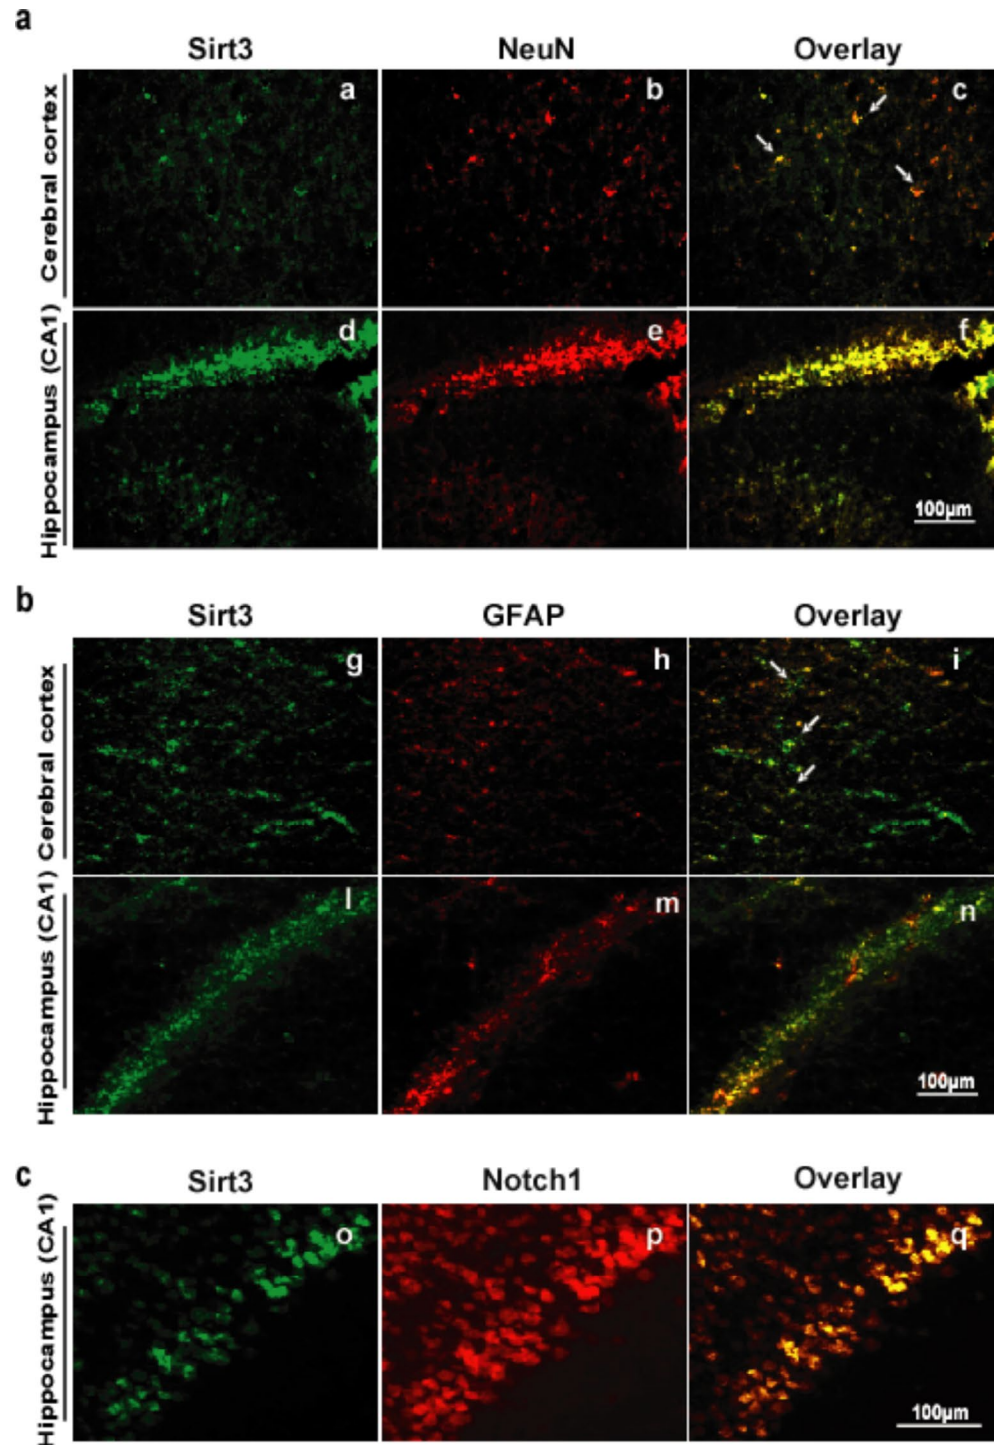 a
Sirt3 NeuN Overlay
Cerebral cortex
a b c
Hippocampus (CA1)
d e f
100µm
b
Sirt3 GFAP Overlay
Cerebral cortex
g h i
Hippocampus (CA1)
l m n
100µm
c
Sirt3 Notch1 Overlay
Hippocampus (CA1)
o p q
100µm